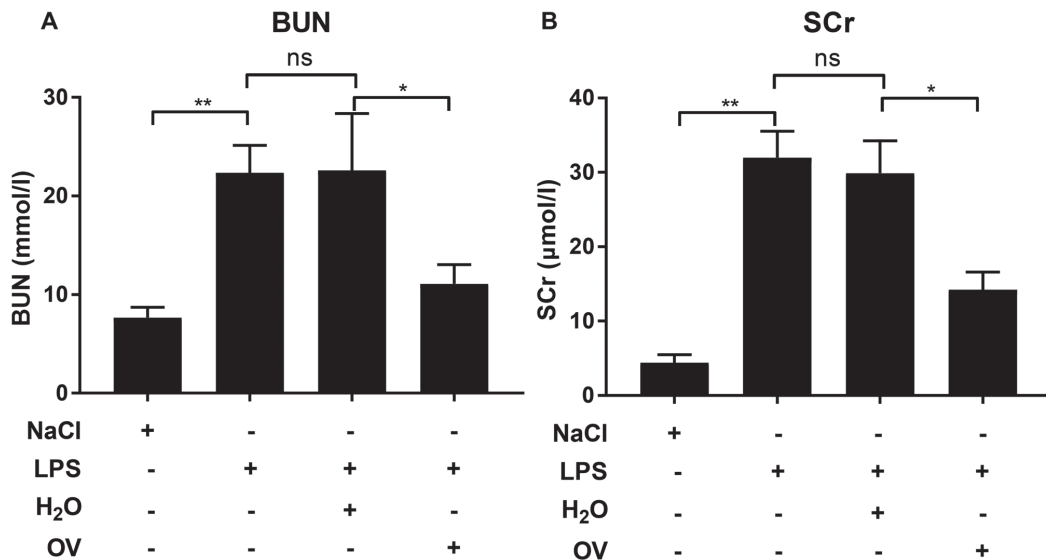 A BUN
ns
**
*
30
20
10
0
BUN (mmol/l)
NaCl + - - -
LPS - + + +
H₂O - - + -
OV - - - +
B SCr
ns
**
*
40
30
20
10
0
SCr (µmol/l)
NaCl + - - -
LPS - + + +
H₂O - - + -
OV - - - +